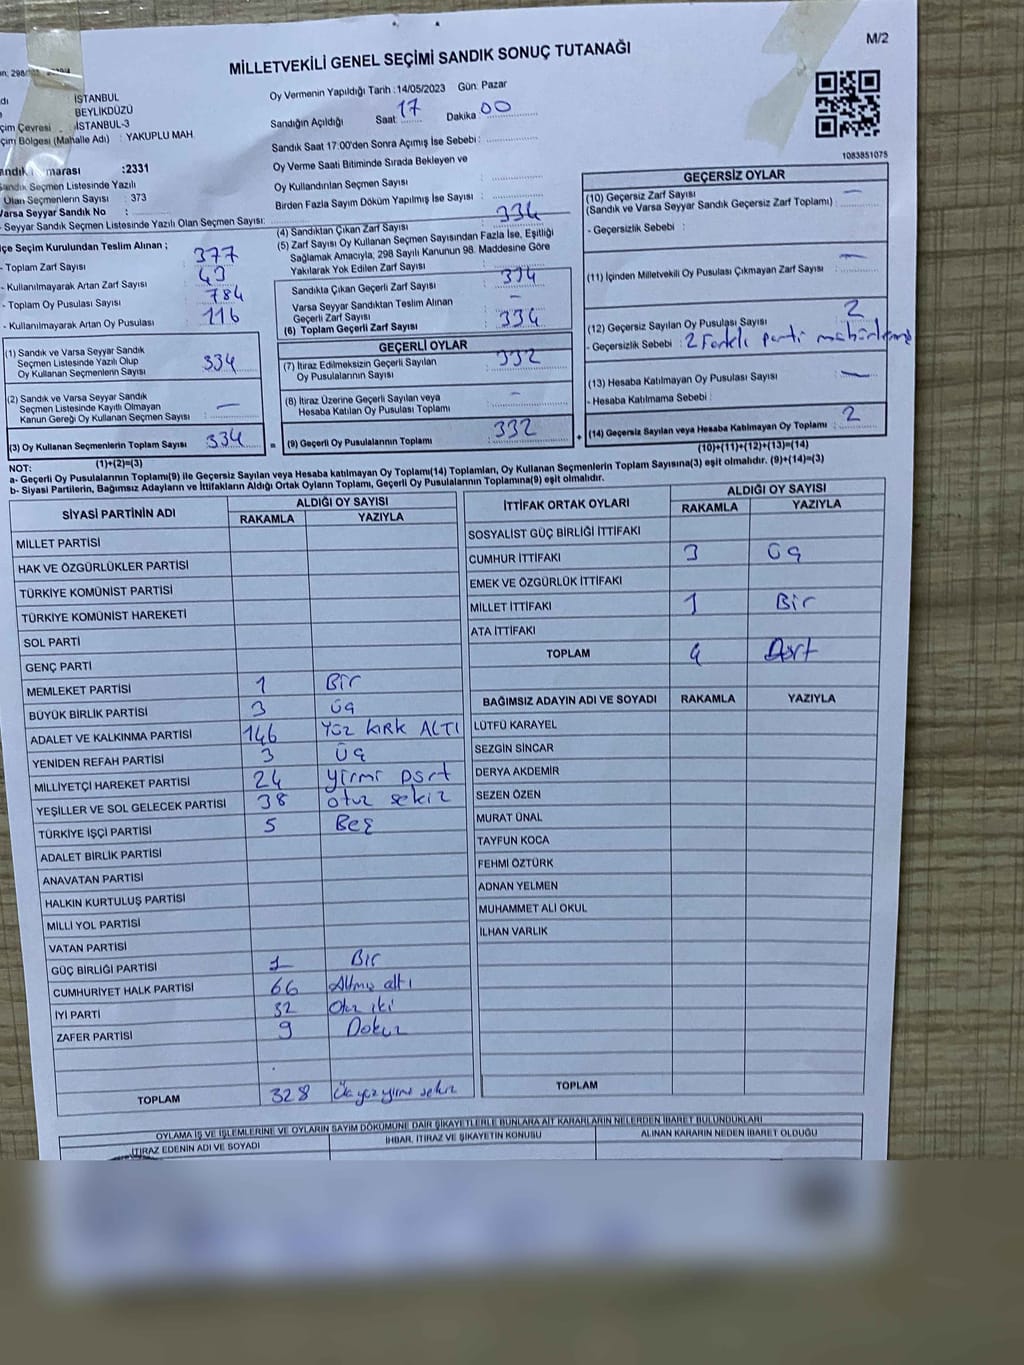 MİLLETVEKİLİ GENEL SEÇİMİ SANDIK SONUÇ TUTANAĞI
M/2
İSTANBUL
BEYLİKDÜZÜ
çim Çevresi : İSTANBUL-3
çim Bölgesi (Mahalle Adı) : YAKUPLU MAH.
:2331
Sandık Seçmen Listesinde Yazılı
Olan Seçmenlerin Sayısı : 373
Varsa Seyyar Sandık No :
- Seyyar Sandık Seçmen Listesinde Yazılı Olan Seçmen Sayısı:
Oy Vermenin Yapıldığı Tarih :14/05/2023 Gün: Pazar
Sandığın Açıldığı Saat 17 Dakika 00
Sandık Saat 17:00'den Sonra Açımış İse Sebebi :
Oy Verme Saati Bitiminde Sırada Bekleyen ve
Oy Kullandırılan Seçmen Sayısı :
Birden Fazla Sayım Döküm Yapılmış İse Sayısı :
1083851075
çe Seçim Kurulundan Teslim Alınan ;
- Toplam Zarf Sayısı 377
- Kullanılmayarak Artan Zarf Sayısı 43
- Toplam Oy Pusulası Sayısı 784
- Kullanılmayarak Artan Oy Pusulası 116
(1) Sandık ve Varsa Seyyar Sandık
Seçmen Listesinde Yazılı Olup
Oy Kullanan Seçmenlerin Sayısı 334
(2) Sandık ve Varsa Seyyar Sandık
Seçmen Listesinde Kayıtlı Olmayan
Kanun Gereği Oy Kullanan Seçmen Sayısı —
(3) Oy Kullanan Seçmenlerin Toplam Sayısı 334
(1)+(2)=(3)
(4) Sandıktan Çıkan Zarf Sayısı 334
(5) Zarf Sayısı Oy Kullanan Seçmen Sayısından Fazla İse, Eşitliği
Sağlamak Amacıyla, 298 Sayılı Kanunun 98. Maddesine Göre
Yakılarak Yok Edilen Zarf Sayısı :
Sandıkla Çıkan Geçerli Zarf Sayısı 334
Varsa Seyyar Sandıktan Teslim Alınan
Geçerli Zarf Sayısı —
(6) Toplam Geçerli Zarf Sayısı 334
GEÇERLİ OYLAR
(7) İtiraz Edilmeksizin Geçerli Sayılan
Oy Pusulalarının Sayısı 332
(8) İtiraz Üzerine Geçerli Sayılan veya
Hesaba Katılan Oy Pusulası Toplamı —
= (9) Geçerli Oy Pusulalarının Toplamı 332 +
GEÇERSİZ OYLAR
(10) Geçersiz Zarf Sayısı —
(Sandık ve Varsa Seyyar Sandık Geçersiz Zarf Toplamı) :
- Geçersizlik Sebebi :
(11) İçinden Milletvekili Oy Pusulası Çıkmayan Zarf Sayısı —
(12) Geçersiz Sayılan Oy Pusulası Sayısı 2
- Geçersizlik Sebebi : 2 Farklı parti
(13) Hesaba Katılmayan Oy Pusulası Sayısı —
- Hesaba Katılmama Sebebi :
(14) Geçersiz Sayılan veya Hesaba Katılmayan Oy Toplamı 2
(10)+(11)+(12)+(13)=(14)
NOT:
a- Geçerli Oy Pusulalarının Toplamı(9) ile Geçersiz Sayılan veya Hesaba katılmayan Oy Toplamı(14) Toplamları, Oy Kullanan Seçmenlerin Toplam Sayısına(3) eşit olmalıdır. (9)+(14)=(3)
b- Siyasi Partilerin, Bağımsız Adayların ve İttifakların Aldığı Ortak Oyların Toplamı, Geçerli Oy Pusulalarının Toplamına(9) eşit olmalıdır.
SİYASİ PARTİNİN ADI ALDIĞI OY SAYISI
RAKAMLA YAZIYLA
MİLLET PARTİSİ
HAK VE ÖZGÜRLÜKLER PARTİSİ
TÜRKİYE KOMÜNİST PARTİSİ
TÜRKİYE KOMÜNİST HAREKETİ
SOL PARTİ
GENÇ PARTİ
MEMLEKET PARTİSİ 1 Bir
BÜYÜK BİRLİK PARTİSİ 3 üç
ADALET VE KALKINMA PARTİSİ 146 Yüz KIRK ALTI
YENİDEN REFAH PARTİSİ 3 üç
MİLLİYETÇİ HAREKET PARTİSİ 24 yirmi Dört
YEŞİLLER VE SOL GELECEK PARTİSİ 38 otuz sekiz
TÜRKİYE İŞÇİ PARTİSİ 5 Beş
ADALET BİRLİK PARTİSİ
ANAVATAN PARTİSİ
HALKIN KURTULUŞ PARTİSİ
MİLLİ YOL PARTİSİ
VATAN PARTİSİ
GÜÇ BİRLİĞİ PARTİSİ 1 Bir
CUMHURİYET HALK PARTİSİ 66 Altmış altı
İYİ PARTİ 32 Otuz iki
ZAFER PARTİSİ 9 Dokuz
TOPLAM 328 Üç yüz yirmi sekiz
İTTİFAK ORTAK OYLARI ALDIĞI OY SAYISI
RAKAMLA YAZIYLA
SOSYALİST GÜÇ BİRLİĞİ İTTİFAKI
CUMHUR İTTİFAKI 3 üç
EMEK VE ÖZGÜRLÜK İTTİFAKI
MİLLET İTTİFAKI 1 Bir
ATA İTTİFAKI
TOPLAM 4 Dört
BAĞIMSIZ ADAYIN ADI VE SOYADI RAKAMLA YAZIYLA
LÜTFÜ KARAYEL
SEZGİN SİNCAR
DERYA AKDEMİR
SEZEN ÖZEN
MURAT ÜNAL
TAYFUN KOCA
FEHMİ ÖZTÜRK
ADNAN YELMEN
MUHAMMET ALİ OKUL
İLHAN VARLIK
TOPLAM
OYLAMA İŞ VE İŞLEMLERİNE VE OYLARIN SAYIM DÖKÜMÜNE DAİR ŞİKAYETLERLE BUNLARA AİT KARARLARIN NELERDEN İBARET BULUNDUKLARI
İTİRAZ EDENİN ADI VE SOYADI İHBAR, İTİRAZ VE ŞİKAYETİN KONUSU ALINAN KARARIN NEDEN İBARET OLDUĞU